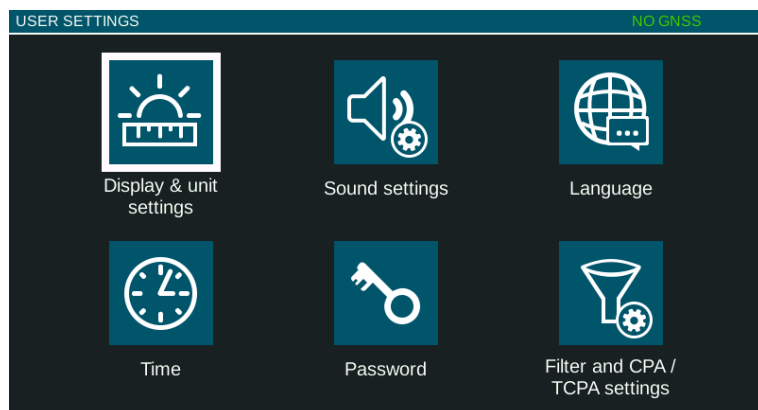 USER SETTINGS
NO GNSS
Display & unit
settings
Sound settings
Language
Time
Password
Filter and CPA /
TCPA settings